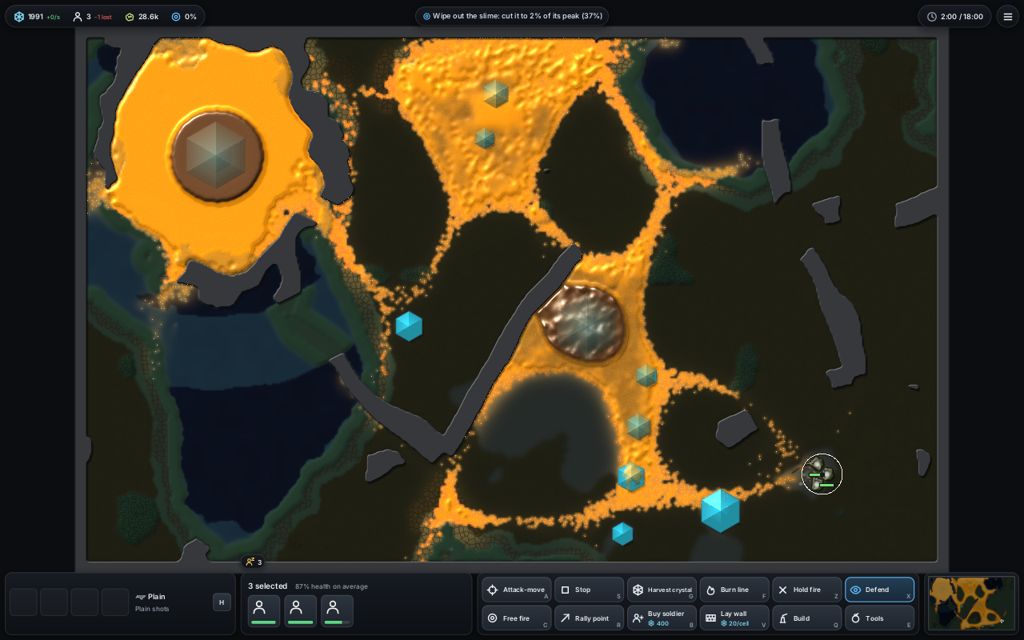 1991 +0/s 3 -1 lost 28.6k 0%
Wipe out the slime: cut it to 2% of its peak (37%)
2:00 / 18:00
3
Plain
Plain shots
H
3 selected 87% health on average
Attack-move A
Stop S
Harvest crystal G
Burn line F
Hold fire Z
Defend X
Free fire C
Rally point R
Buy soldier 400 B
Lay wall 20/cell V
Build Q
Tools E